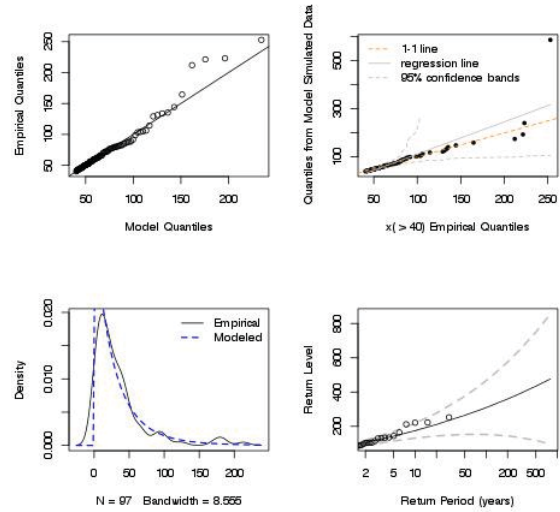 Empirical Quantiles
50 100 150 200 250
50 100 150 200
Model Quantiles
Quantiles from Model Simulated Data
100 300 600
1-1 line
regression line
95% confidence bands
50 100 150 200 250
x( > 40) Empirical Quantiles
Density
0.000 0.010 0.020
Empirical
Modeled
0 50 100 150 200
N = 97 Bandwidth = 8.555
Return Level
200 400 600 800
2 5 10 50 200 500
Return Period (years)